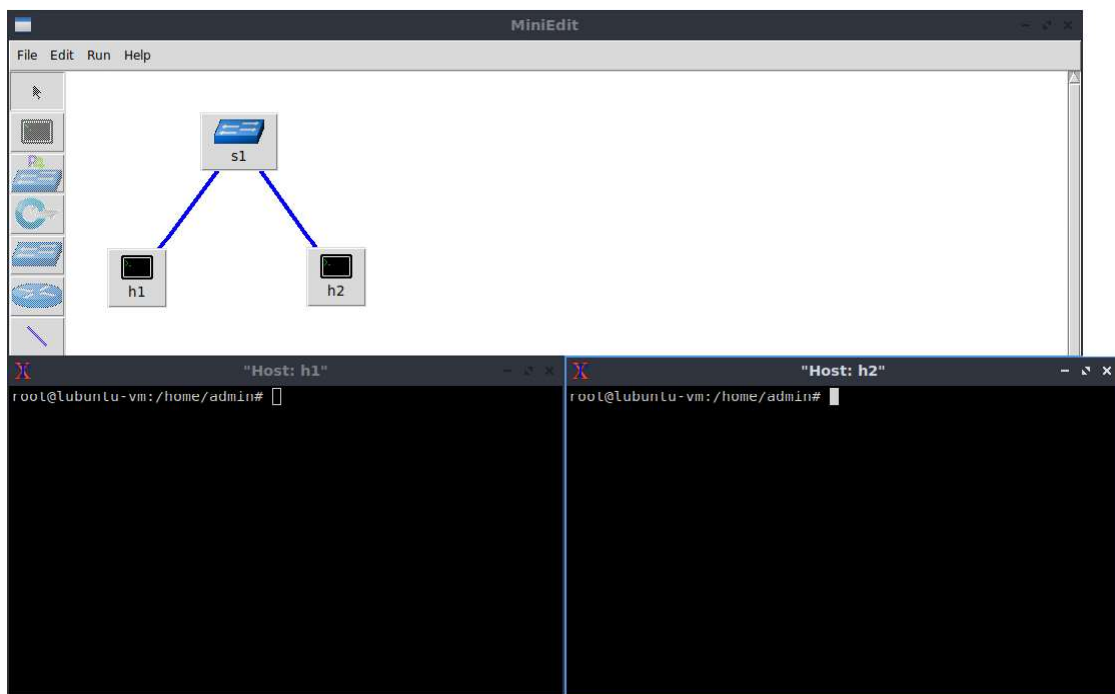 MiniEdit
File Edit Run Help
s1
h1
h2
"Host: h1"
"Host: h2"
root@lubuntu-vm:/home/admin#
root@lubuntu-vm:/home/admin#